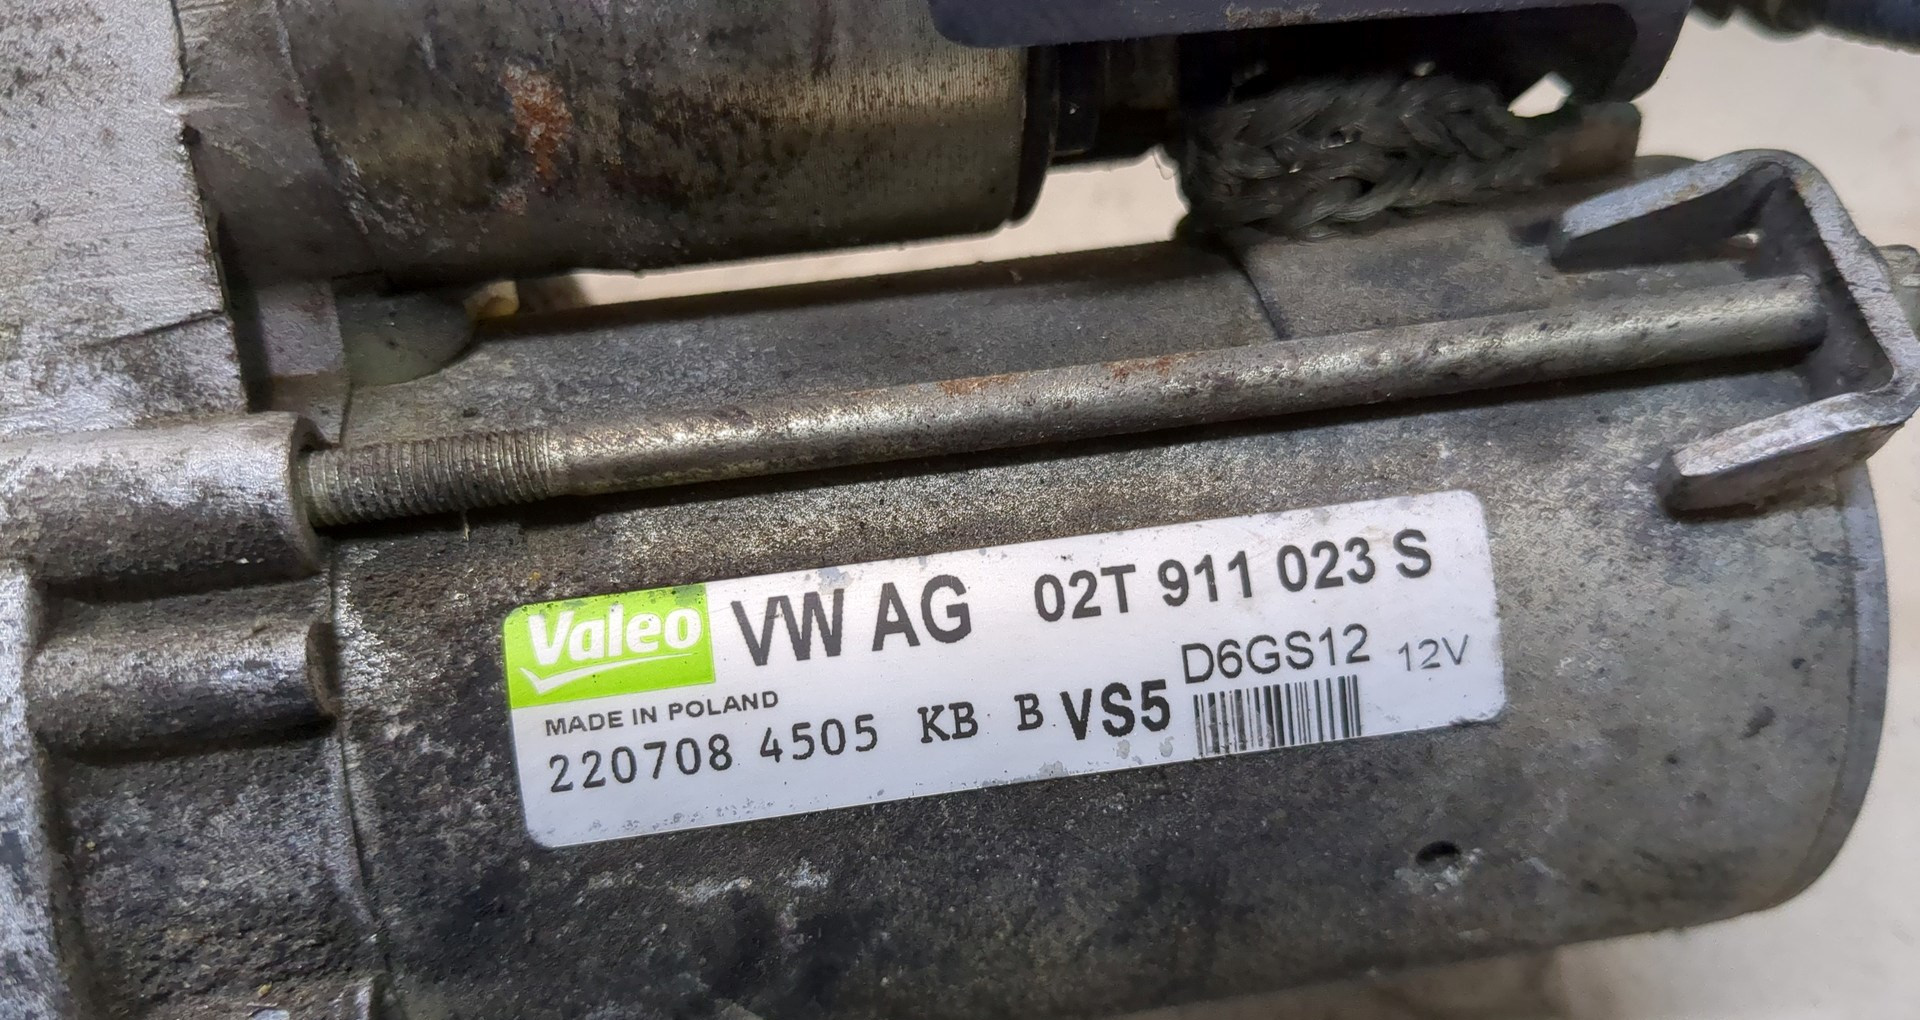 Valeo VW AG 02T 911 023 S
D6GS12 12V
MADE IN POLAND
220708 4505 KB B VS5